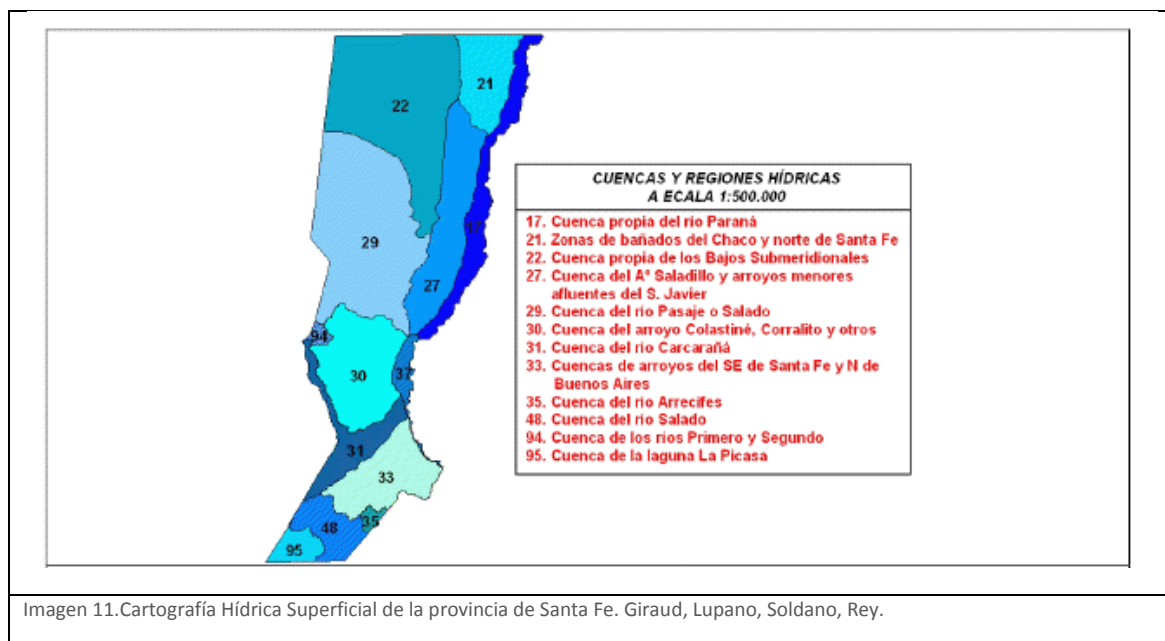 21
22
17
29
27
94
30
37
31
33
48
35
95
CUENCAS Y REGIONES HÍDRICAS
A ECALA 1:500.000
17. Cuenca propia del río Paraná
21. Zonas de bañados del Chaco y norte de Santa Fe
22. Cuenca propia de los Bajos Submeridionales
27. Cuenca del Aº Saladillo y arroyos menores
afluentes del S. Javier
29. Cuenca del río Pasaje o Salado
30. Cuenca del arroyo Colastiné, Corralito y otros
31. Cuenca del río Carcarañá
33. Cuencas de arroyos del SE de Santa Fe y N de
Buenos Aires
35. Cuenca del río Arrecifes
48. Cuenca del río Salado
94. Cuenca de los ríos Primero y Segundo
95. Cuenca de la laguna La Picasa
Imagen 11.Cartografía Hídrica Superficial de la provincia de Santa Fe. Giraud, Lupano, Soldano, Rey.